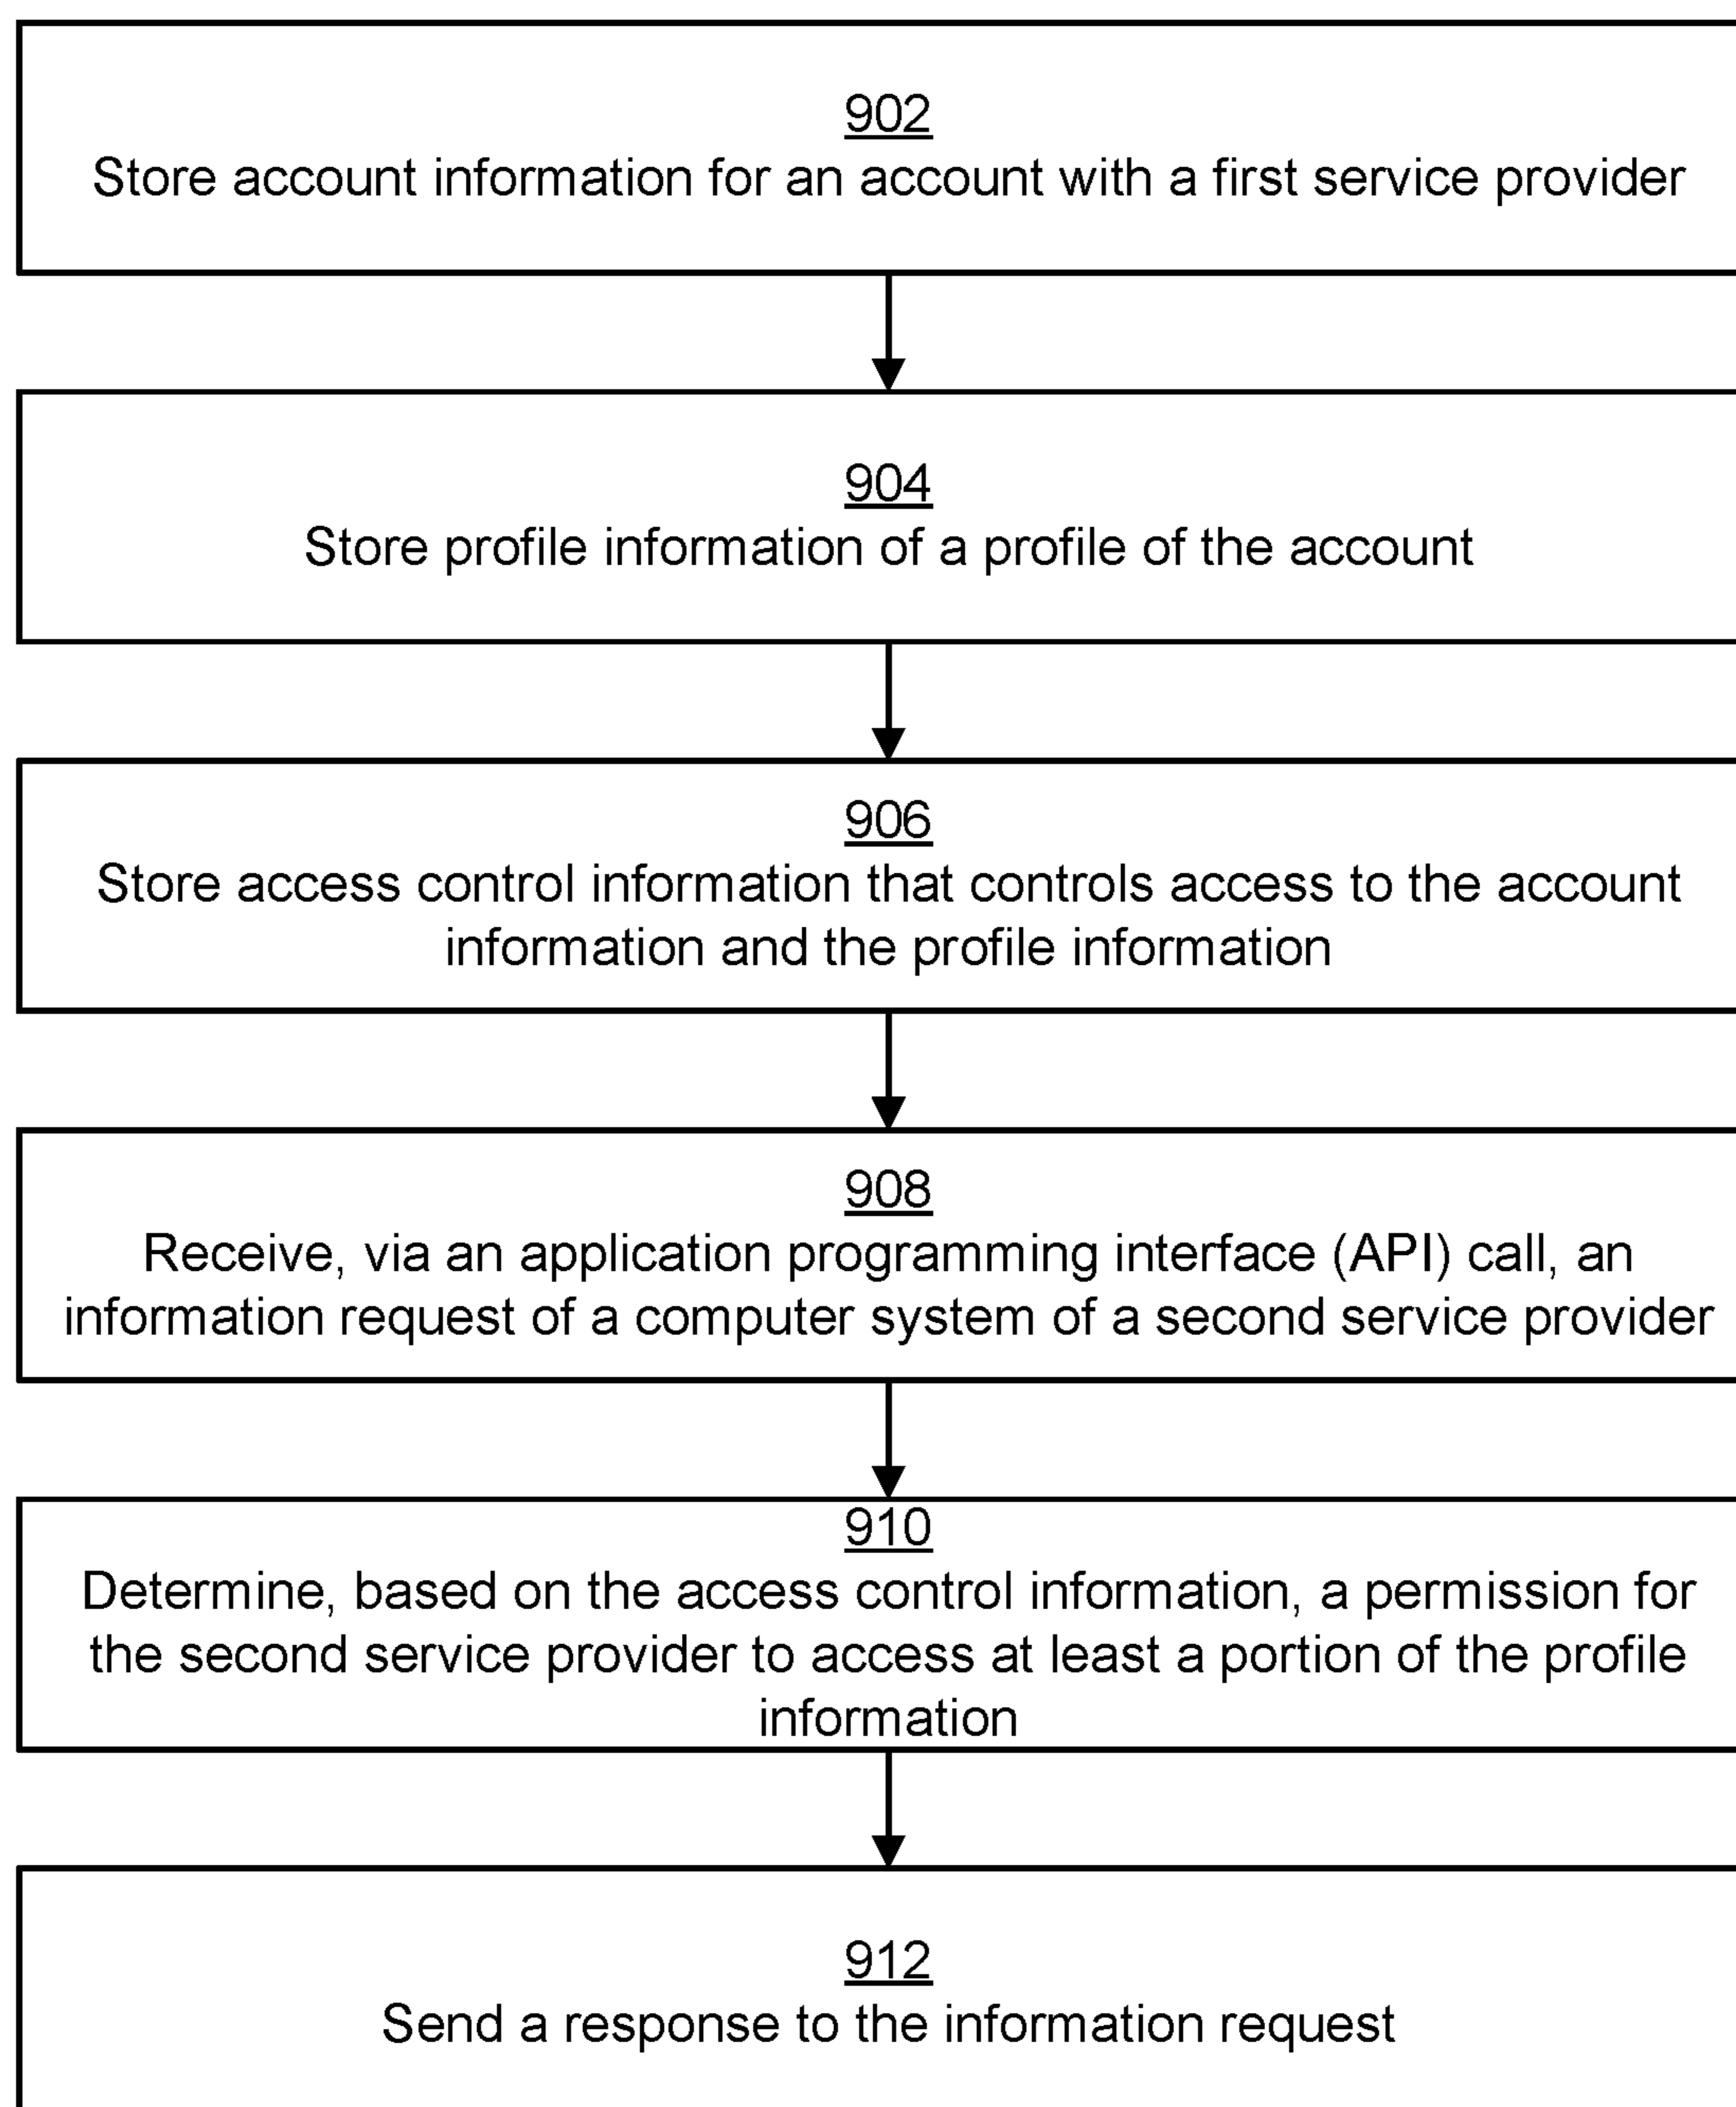 902
Store account information for an account with a first service provider
904
Store profile information of a profile of the account
906
Store access control information that controls access to the account
information and the profile information
908
Receive, via an application programming interface (API) call, an
information request of a computer system of a second service provider
910
Determine, based on the access control information, a permission for
the second service provider to access at least a portion of the profile
information
912
Send a response to the information request